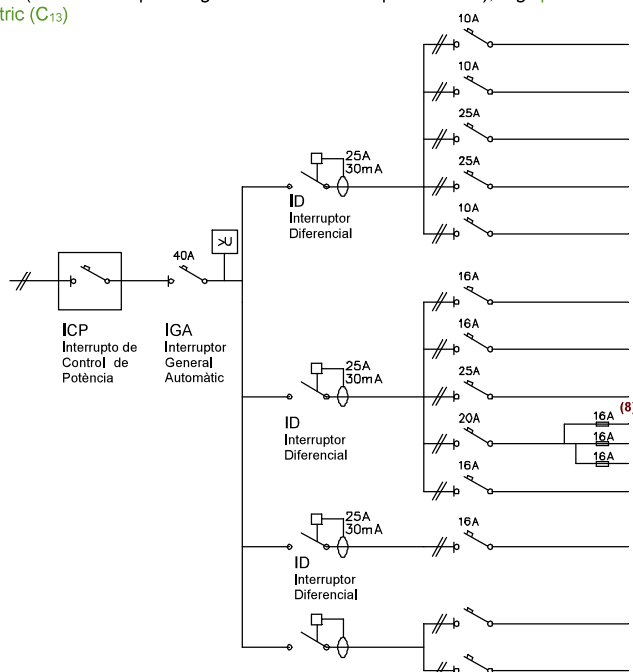 tric (C13)
10A
10A
25A
25A
10A
25A
30mA
ID
Interruptor
Diferencial
>U
40A
ICP
Interrupto de
Control de
Potència
IGA
Interruptor
General
Automàtic
16A
16A
25A
20A
16A
(8)
16A
16A
16A
25A
30mA
ID
Interruptor
Diferencial
25A
30mA
16A
ID
Interruptor
Diferencial